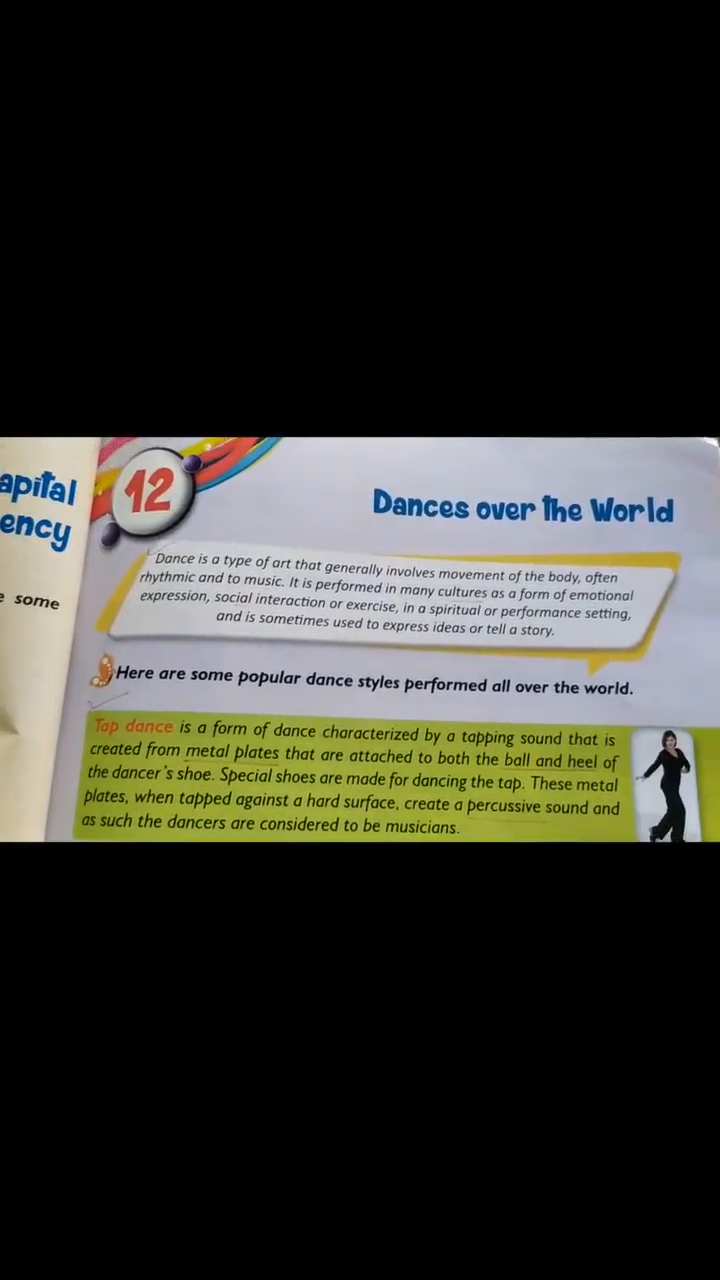 apital
ency
e some
12
Dances over the World
Dance is a type of art that generally involves movement of the body, often
rhythmic and to music. It is performed in many cultures as a form of emotional
expression, social interaction or exercise, in a spiritual or performance setting,
and is sometimes used to express ideas or tell a story.
Here are some popular dance styles performed all over the world.
Tap dance is a form of dance characterized by a tapping sound that is
created from metal plates that are attached to both the ball and heel of
the dancer's shoe. Special shoes are made for dancing the tap. These metal
plates, when tapped against a hard surface, create a percussive sound and
as such the dancers are considered to be musicians.